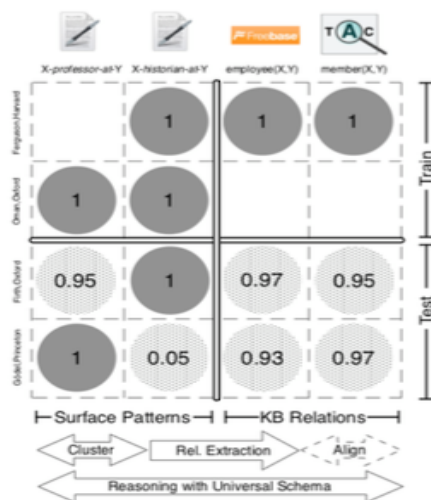 Freebase
T A C
X-professor-at-Y X-historian-at-Y employee(X,Y) member(X,Y)
Ferguson,Harvard
1 1 1
Oman,Oxford
1 1
Train
Firth,Oxford
0.95 1 0.97 0.95
Gödel,Princeton
1 0.05 0.93 0.97
Test
Surface Patterns KB Relations
Cluster Rel. Extraction Align
Reasoning with Universal Schema